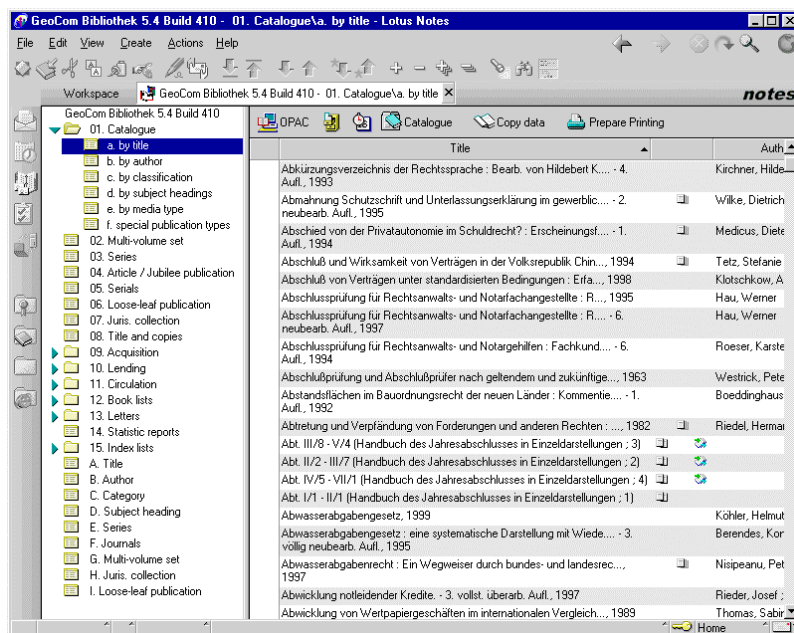 GeoCom Bibliothek 5.4 Build 410 - 01. Catalogue\a. by title - Lotus Notes
File Edit View Create Actions Help
Workspace GeoCom Bibliothek 5.4 Build 410 - 01. Catalogue\a. by title
notes
GeoCom Bibliothek 5.4 Build 410
01. Catalogue
a. by title
b. by author
c. by classification
d. by subject headings
e. by media type
f. special publication types
02. Multi-volume set
03. Series
04. Article / Jubilee publication
05. Serials
06. Loose-leaf publication
07. Juris. collection
08. Title and copies
09. Acquisition
10. Lending
11. Circulation
12. Book lists
13. Letters
14. Statistic reports
15. Index lists
A. Title
B. Author
C. Category
D. Subject heading
E. Series
F. Journals
G. Multi-volume set
H. Juris. collection
I. Loose-leaf publication
OPAC Catalogue Copy data Prepare Printing
Title Auth
Abkürzungsverzeichnis der Rechtssprache : Bearb. von Hildebert K.... - 4. Kirchner, Hilde
Aufl., 1993
Abmahnung Schutzschrift und Unterlassungserklärung im gewerblic... - 2. Wilke, Dietrich
neubearb. Aufl., 1995
Abschied von der Privatautonomie im Schuldrecht? : Erscheinungsf.... - 1. Medicus, Diete
Aufl., 1994
Abschluß und Wirksamkeit von Verträgen in der Volksrepublik Chin..., 1994 Tetz, Stefanie
Abschluß von Verträgen unter standardisierten Bedingungen : Erfa..., 1998 Klotschkow, A
Abschlussprüfung für Rechtsanwalts- und Notarfachangestellte : R..., 1995 Hau, Werner
Abschlussprüfung für Rechtsanwalts- und Notarfachangestellte : R.... - 6. Hau, Werner
neubearb. Aufl., 1997
Abschlussprüfung für Rechtsanwalts- und Notargehilfen : Fachkund.... - 6. Roeser, Karste
Aufl., 1994
Abschlußprüfung und Abschlußprüfer nach geltendem und zukünftige..., 1963 Westrick, Pete
Abstandsflächen im Bauordnungsrecht der neuen Länder : Kommentie.... - 1. Boeddinghaus
Aufl., 1992
Abtretung und Verpfändung von Forderungen und anderen Rechten : ..., 1982 Riedel, Herma
Abt. III/8 - V/4 (Handbuch des Jahresabschlusses in Einzeldarstellungen ; 3)
Abt. II/2 - III/7 (Handbuch des Jahresabschlusses in Einzeldarstellungen ; 2)
Abt. IV/5 - VII/1 (Handbuch des Jahresabschlusses in Einzeldarstellungen ; 4)
Abt. I/1 - II/1 (Handbuch des Jahresabschlusses in Einzeldarstellungen ; 1)
Abwasserabgabengesetz, 1999 Köhler, Helmut
Abwasserabgabengesetz : eine systematische Darstellung mit Wiede.... - 3. Berendes, Kon
völlig neubearb. Aufl., 1995
Abwasserabgabenrecht : Ein Wegweiser durch bundes- und landesrec..., Nisipeanu, Pet
1997
Abwicklung notleidender Kredite. - 3. vollst. überarb. Aufl., 1997 Rieder, Josef ;
Abwicklung von Wertpapiergeschäften im internationalen Vergleich..., 1989 Thomas, Sabin
Home